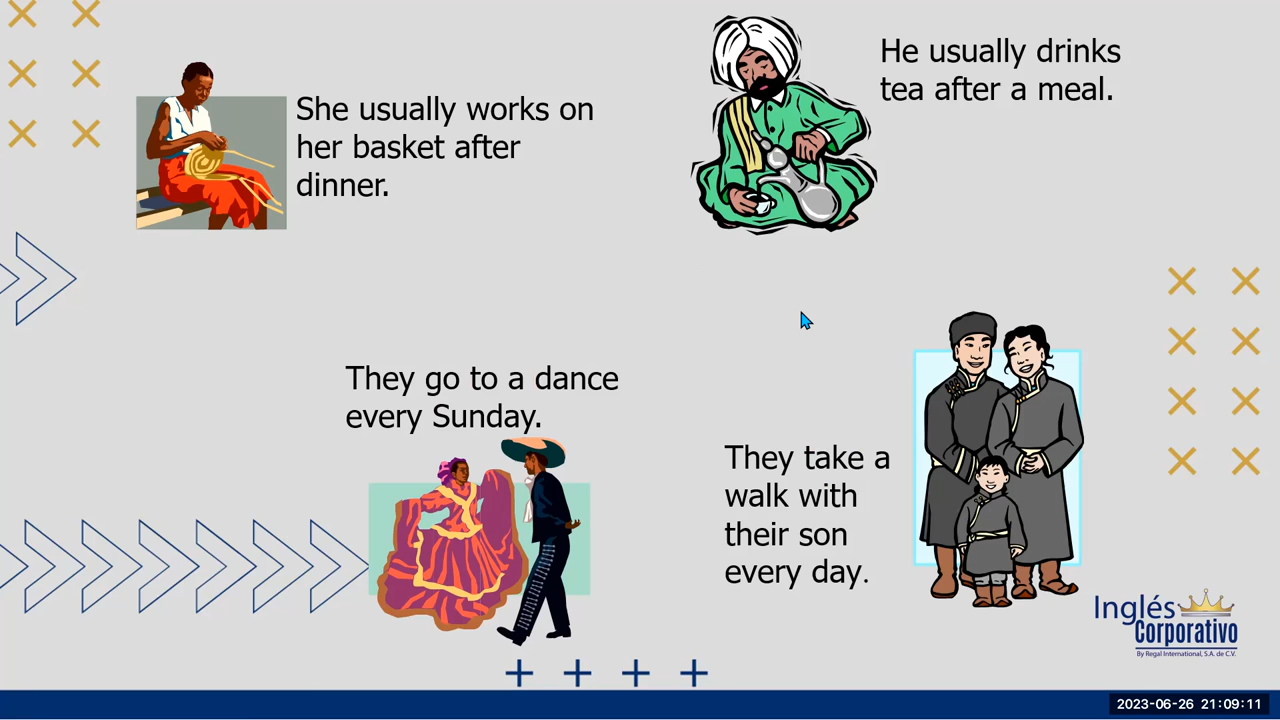 She usually works on
her basket after
dinner.
He usually drinks
tea after a meal.
They go to a dance
every Sunday.
They take a
walk with
their son
every day.
Inglés
Corporativo
By Regal International, S.A. de C.V.
2023-06-26 21:09:11